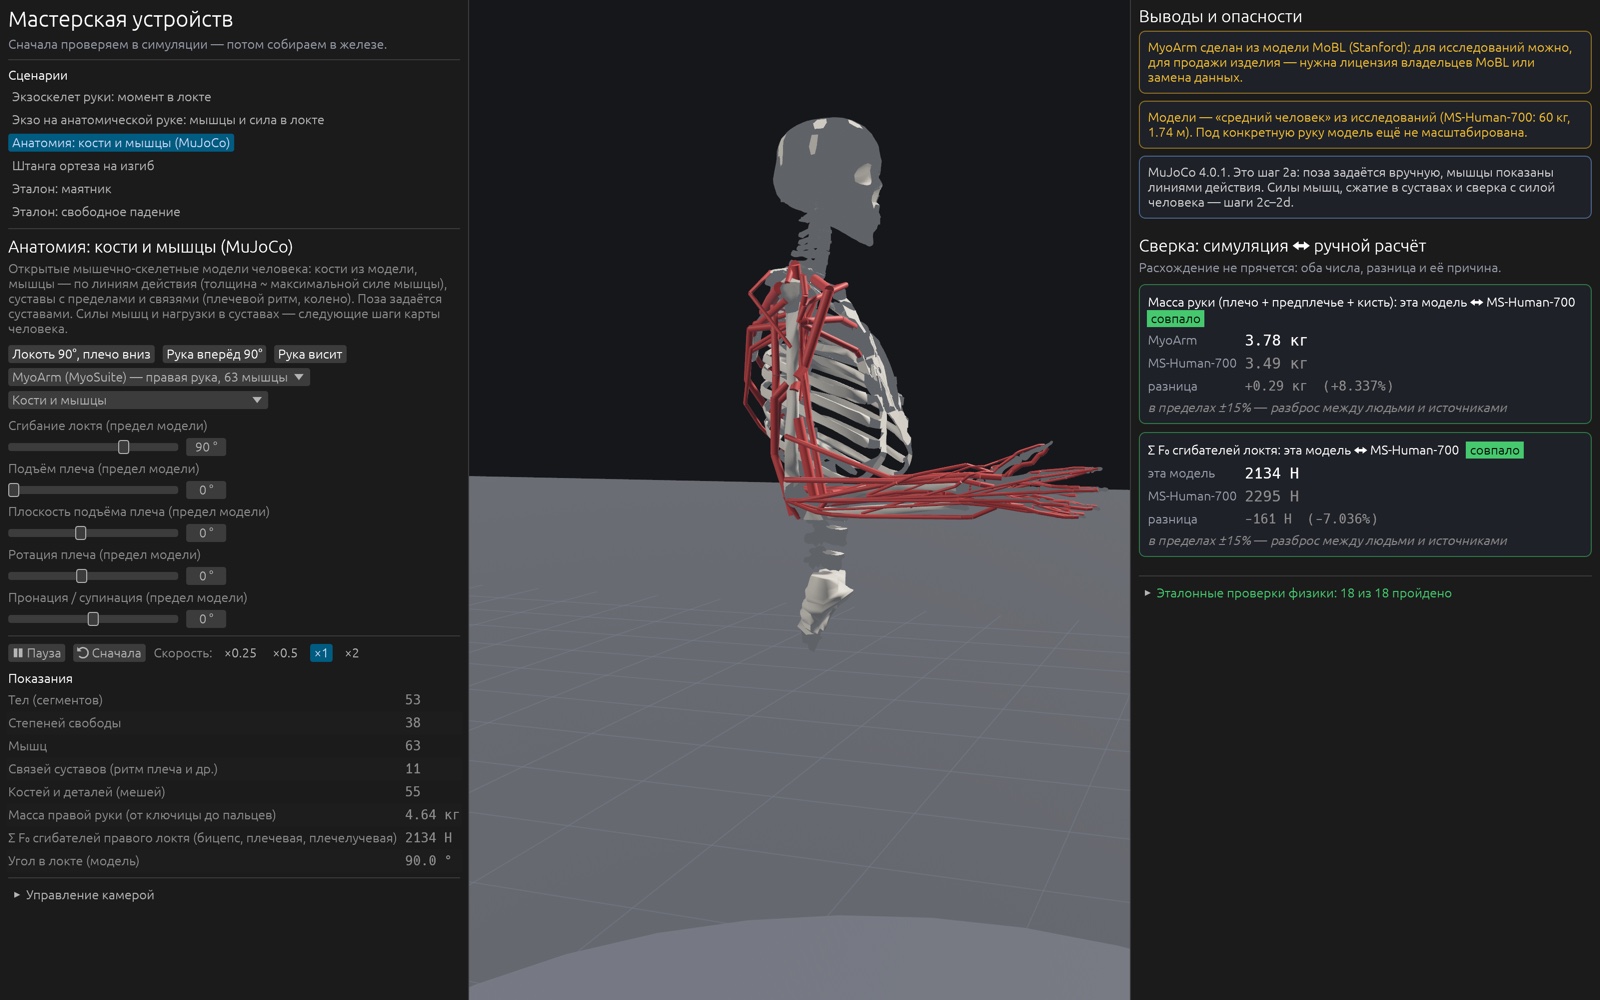 Мастерская устройств
Сначала проверяем в симуляции — потом собираем в железе.
Сценарии
Экзоскелет руки: момент в локте
Экзо на анатомической руке: мышцы и сила в локте
Анатомия: кости и мышцы (MuJoCo)
Штанга ортеза на изгиб
Эталон: маятник
Эталон: свободное падение
Анатомия: кости и мышцы (MuJoCo)
Открытые мышечно-скелетные модели человека: кости из модели,
мышцы — по линиям действия (толщина ~ максимальной силе мышцы),
суставы с пределами и связями (плечевой ритм, колено). Поза задаётся
суставами. Силы мышц и нагрузки в суставах — следующие шаги карты
человека.
Локоть 90°, плечо вниз Рука вперёд 90° Рука висит
MyoArm (MyoSuite) — правая рука, 63 мышцы
Кости и мышцы
Сгибание локтя (предел модели)
90 °
Подъём плеча (предел модели)
0 °
Плоскость подъёма плеча (предел модели)
0 °
Ротация плеча (предел модели)
0 °
Пронация / супинация (предел модели)
0 °
Пауза Сначала Скорость: ×0.25 ×0.5 ×1 ×2
Показания
Тел (сегментов) 53
Степеней свободы 38
Мышц 63
Связей суставов (ритм плеча и др.) 11
Костей и деталей (мешей) 55
Масса правой руки (от ключицы до пальцев) 4.64 кг
Σ F₀ сгибателей правого локтя (бицепс, плечевая, плечелучевая) 2134 Н
Угол в локте (модель) 90.0 °
Управление камерой
Выводы и опасности
MyoArm сделан из модели MoBL (Stanford): для исследований можно,
для продажи изделия — нужна лицензия владельцев MoBL или
замена данных.
Модели — «средний человек» из исследований (MS-Human-700: 60 кг,
1.74 м). Под конкретную руку модель ещё не масштабирована.
MuJoCo 4.0.1. Это шаг 2a: поза задаётся вручную, мышцы показаны
линиями действия. Силы мышц, сжатие в суставах и сверка с силой
человека — шаги 2c–2d.
Сверка: симуляция ⬌ ручной расчёт
Расхождение не прячется: оба числа, разница и её причина.
Масса руки (плечо + предплечье + кисть): эта модель ⬌ MS-Human-700
совпало
MyoArm 3.78 кг
MS-Human-700 3.49 кг
разница +0.29 кг (+8.337%)
в пределах ±15% — разброс между людьми и источниками
Σ F₀ сгибателей локтя: эта модель ⬌ MS-Human-700 совпало
эта модель 2134 Н
MS-Human-700 2295 Н
разница −161 Н (−7.036%)
в пределах ±15% — разброс между людьми и источниками
Эталонные проверки физики: 18 из 18 пройдено